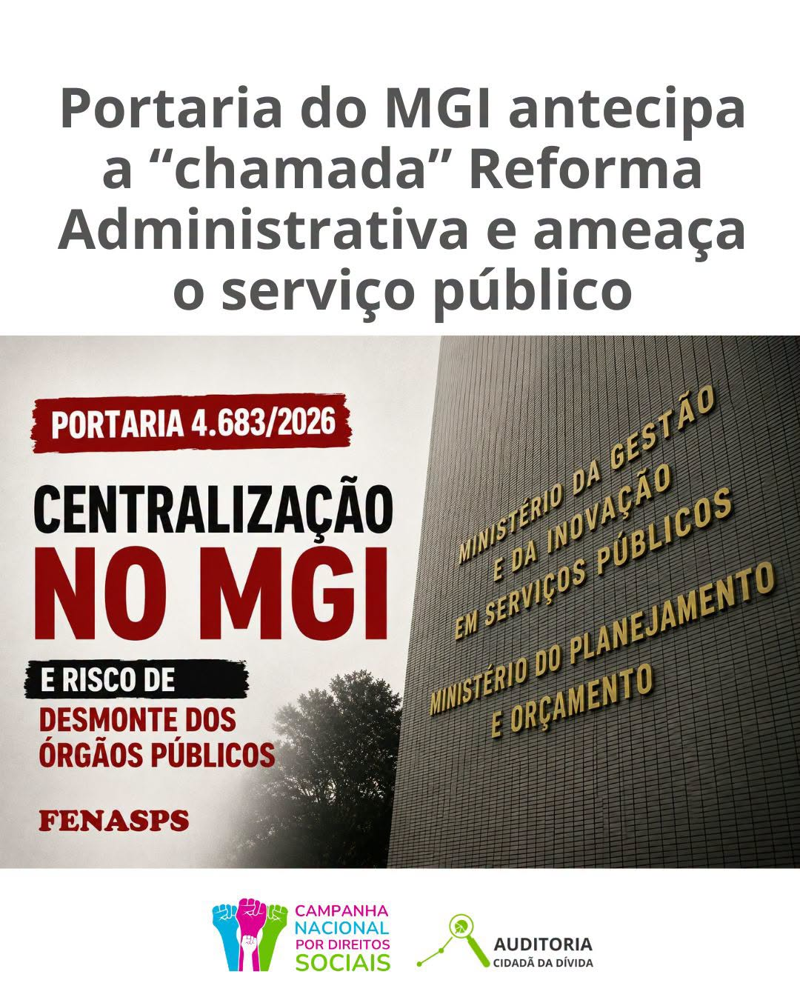 Portaria do MGI antecipa
a “chamada” Reforma
Administrativa e ameaça
o serviço público
PORTARIA 4.683/2026
CENTRALIZAÇÃO
NO MGI
E RISCO DE
DESMONTE DOS
ÓRGÃOS PÚBLICOS
FENASPS
MINISTÉRIO DA GESTÃO
E DA INOVAÇÃO
EM SERVIÇOS PÚBLICOS
MINISTÉRIO DO PLANEJAMENTO
E ORÇAMENTO
CAMPANHA
NACIONAL
POR DIREITOS
SOCIAIS
AUDITORIA
CIDADÃ DA DÍVIDA